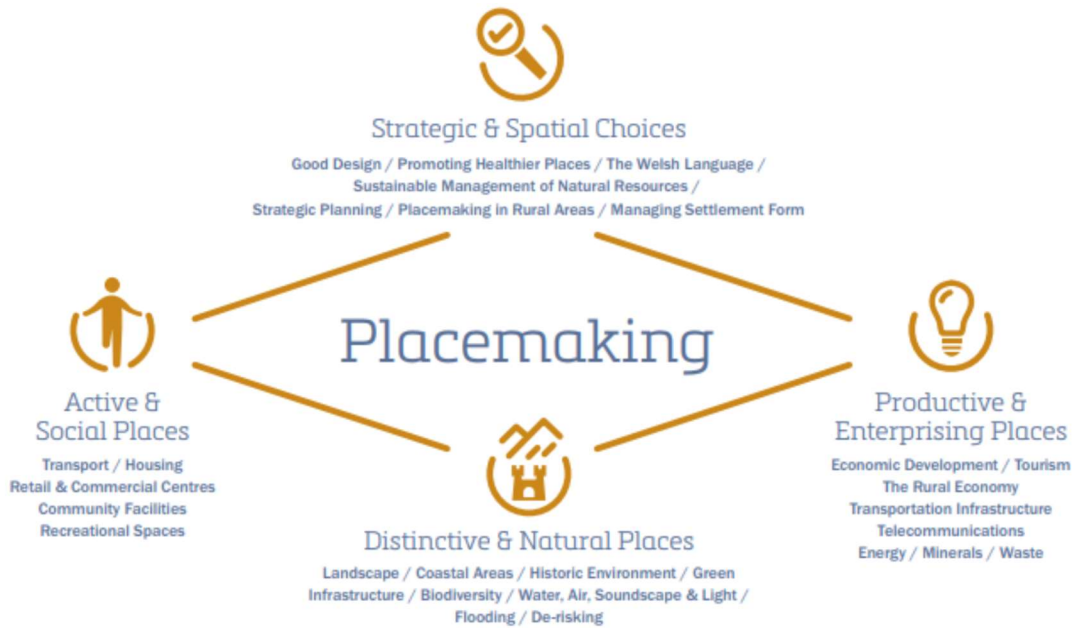 Strategic & Spatial Choices
Good Design / Promoting Healthier Places / The Welsh Language /
Sustainable Management of Natural Resources /
Strategic Planning / Placemaking in Rural Areas / Managing Settlement Form
Placemaking
Active &
Social Places
Transport / Housing
Retail & Commercial Centres
Community Facilities
Recreational Spaces
Productive &
Enterprising Places
Economic Development / Tourism
The Rural Economy
Transportation Infrastructure
Telecommunications
Energy / Minerals / Waste
Distinctive & Natural Places
Landscape / Coastal Areas / Historic Environment / Green
Infrastructure / Biodiversity / Water, Air, Soundscape & Light /
Flooding / De-risking